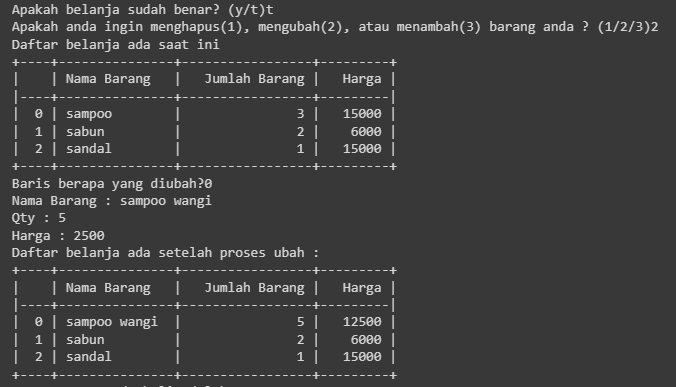 Apakah belanja sudah benar? (y/t)t
Apakah anda ingin menghapus(1), mengubah(2), atau menambah(3) barang anda ? (1/2/3)2
Daftar belanja ada saat ini
+----+---------------+-----------------+---------+
|    | Nama Barang   |   Jumlah Barang |   Harga |
|----+---------------+-----------------+---------|
|  0 | sampoo        |               3 |   15000 |
|  1 | sabun         |               2 |    6000 |
|  2 | sandal        |               1 |   15000 |
+----+---------------+-----------------+---------+
Baris berapa yang diubah?0
Nama Barang : sampoo wangi
Qty : 5
Harga : 2500
Daftar belanja ada setelah proses ubah :
+----+---------------+-----------------+---------+
|    | Nama Barang   |   Jumlah Barang |   Harga |
|----+---------------+-----------------+---------|
|  0 | sampoo wangi  |               5 |   12500 |
|  1 | sabun         |               2 |    6000 |
|  2 | sandal        |               1 |   15000 |
+----+---------------+-----------------+---------+